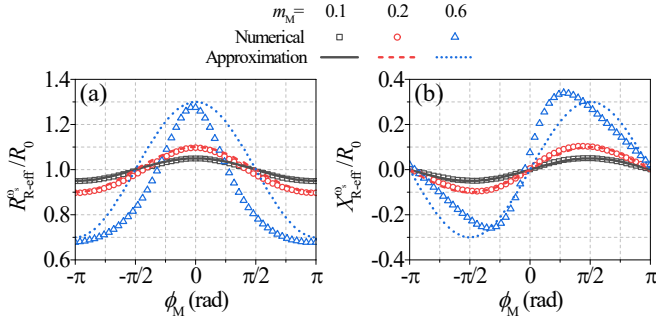 m_M= 0.1 0.2 0.6
Numerical
Approximation
(a) (b)
R^ω_s_R-eff/R_0
1.4
1.2
1.0
0.8
0.6
-π -π/2 0 π/2 π
ϕ_M (rad)
X^ω_s_R-eff/R_0
0.4
0.2
0.0
-0.2
-0.4
-π -π/2 0 π/2 π
ϕ_M (rad)